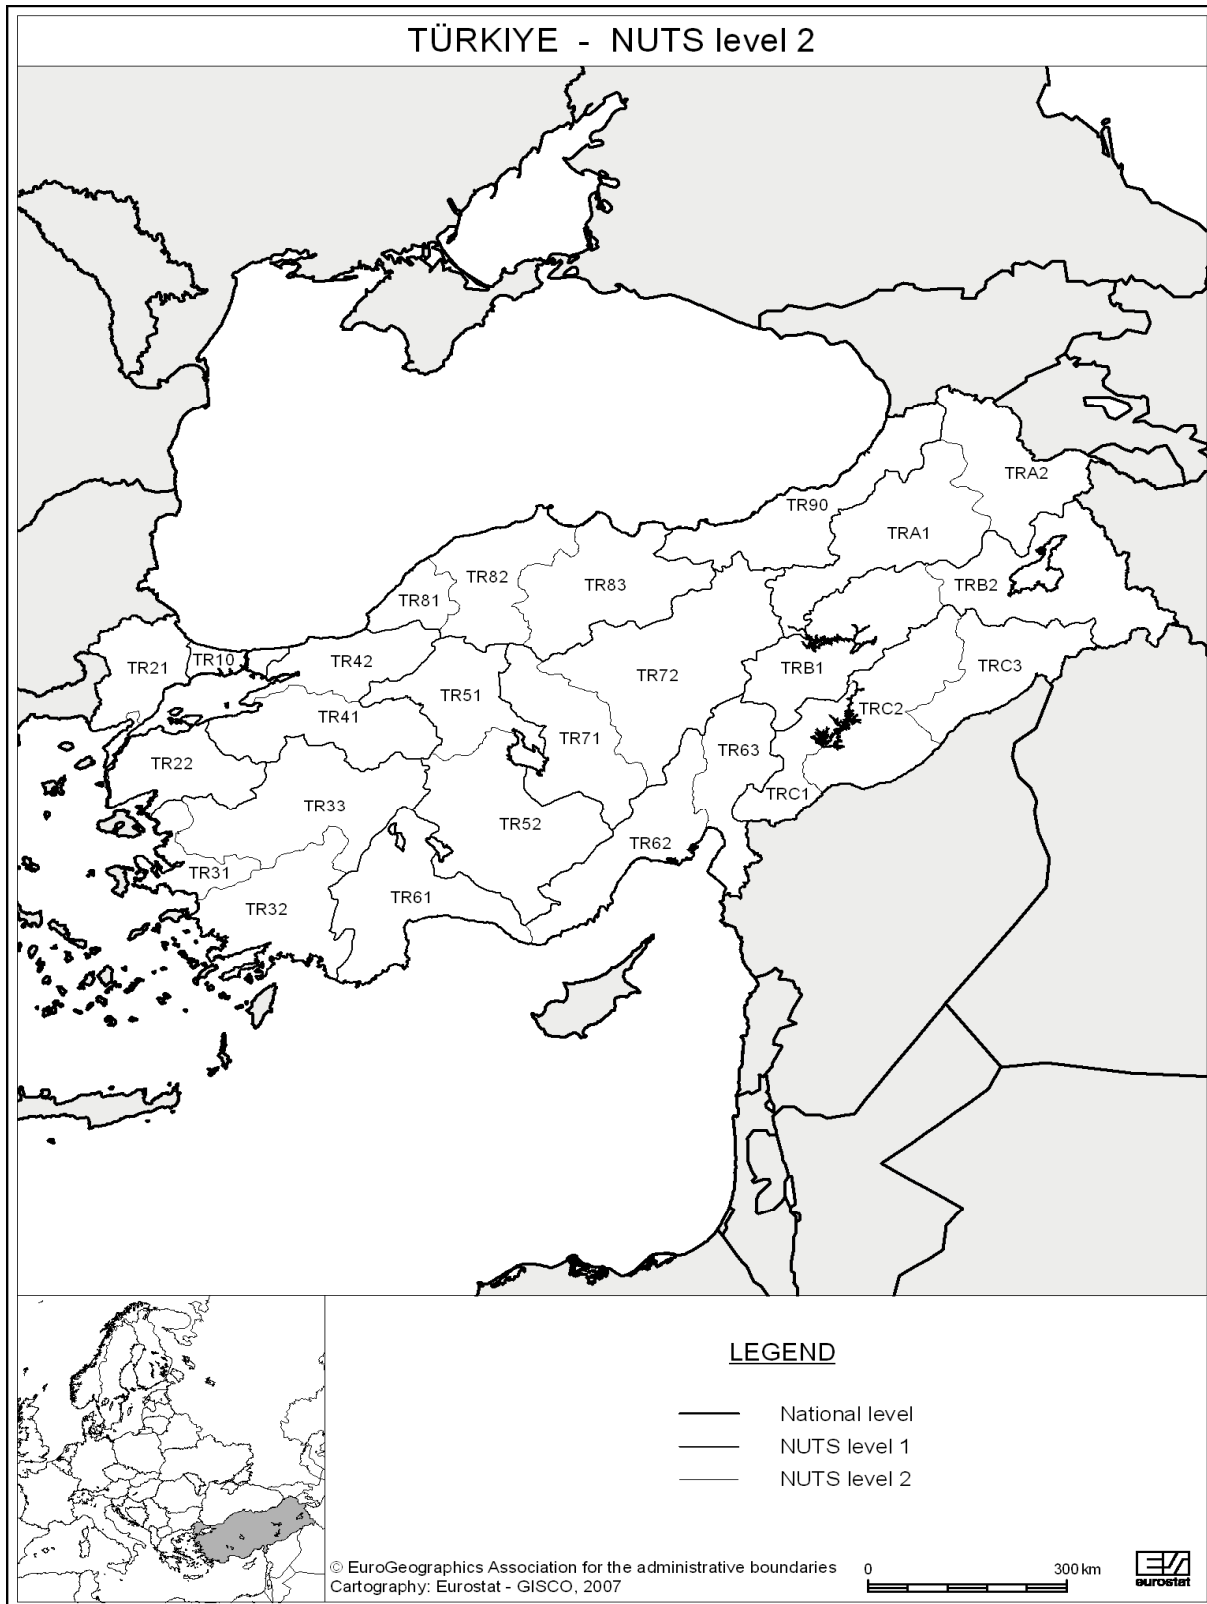 TÜRKIYE - NUTS level 2
TRA2
TR90
TRA1
TR82
TR83
TRB2
TR81
TR10
TR42
TR21
TRC3
TR72
TRB1
TR51
TRC2
TR41
TR71
TR63
TR22
TRC1
TR33
TR52
TR62
TR31
TR61
TR32
LEGEND
National level
NUTS level 1
NUTS level 2
© EuroGeographics Association for the administrative boundaries
Cartography: Eurostat - GISCO, 2007
0 300 km
eurostat